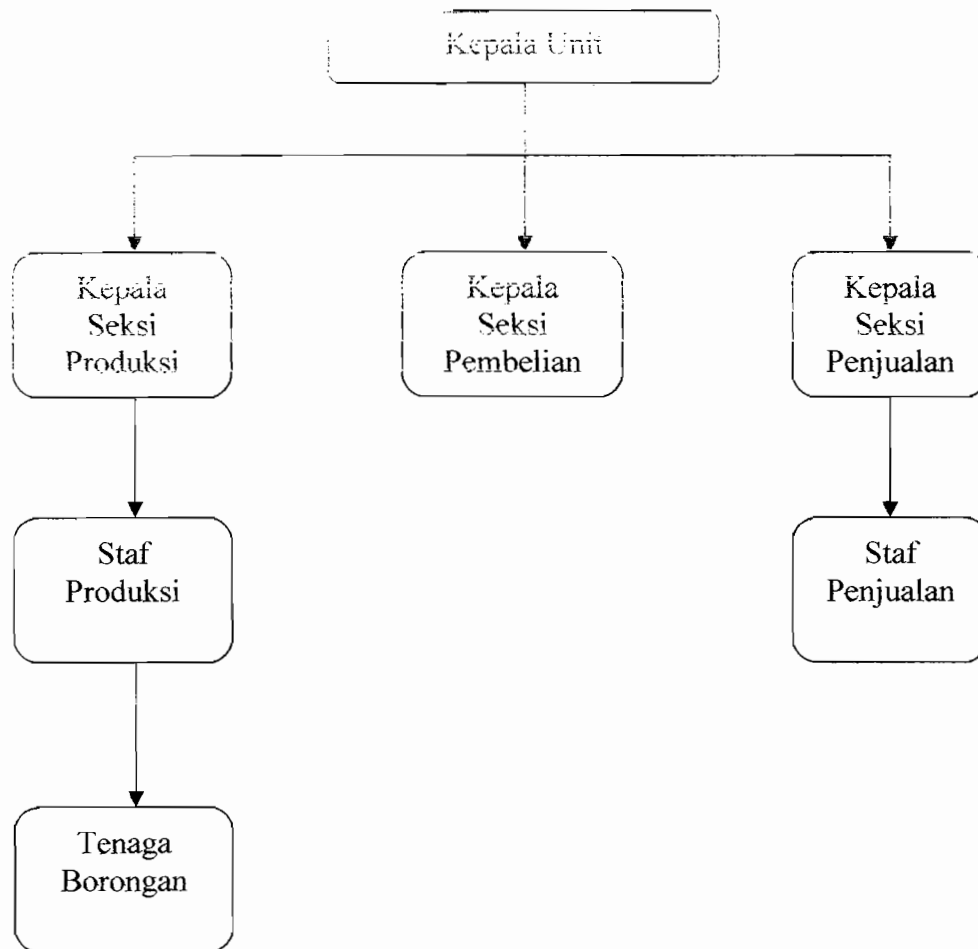 Kepala Unit
Kepala
Seksi
Produksi
Kepala
Seksi
Pembelian
Kepala
Seksi
Penjualan
Staf
Produksi
Staf
Penjualan
Tenaga
Borongan